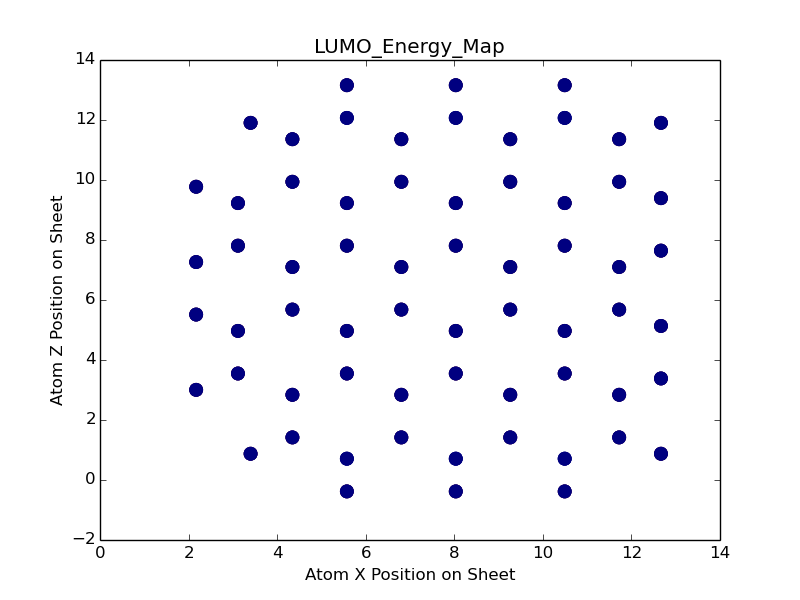 LUMO_Energy_Map
14
12
10
8
6
4
2
0
−2
Atom Z Position on Sheet
0 2 4 6 8 10 12 14
Atom X Position on Sheet